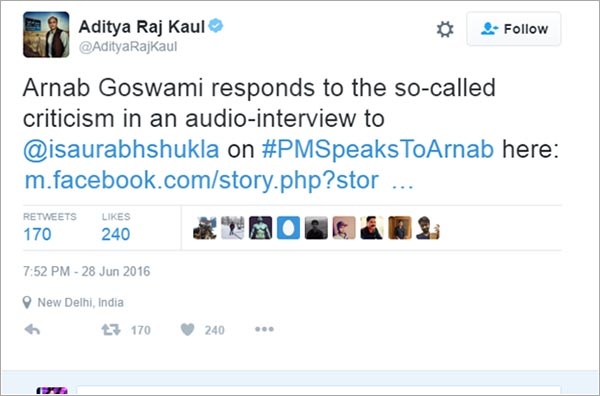 Aditya Raj Kaul
@AdityaRajKaul
Follow
Arnab Goswami responds to the so-called
criticism in an audio-interview to
@isaurabhshukla on #PMSpeaksToArnab here:
m.facebook.com/story.php?stor …
RETWEETS LIKES
170 240
7:52 PM - 28 Jun 2016
New Delhi, India
170 240 •••